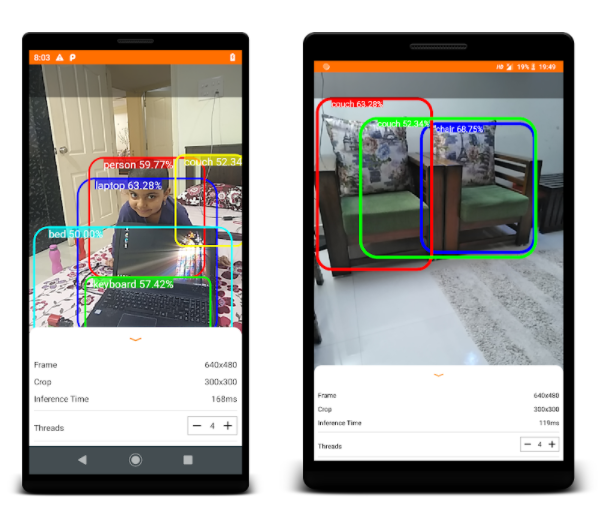 8:03
person 59.77%
couch 52.34
laptop 63.28%
bed 50.00%
keyboard 57.42%
Frame 640x480
Crop 300x300
Inference Time 168ms
Threads 4
19% 19:49
couch 63.28%
couch 52.34%
chair 68.75%
Frame 640x480
Crop 300x300
Inference Time 119ms
Threads 4